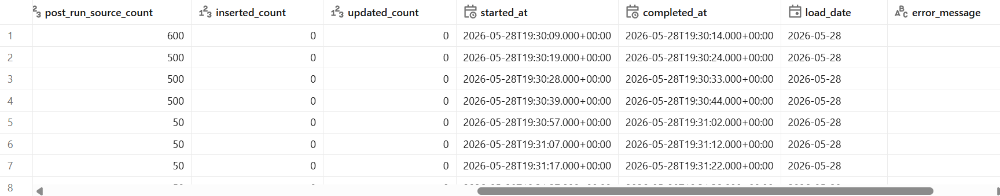 123 post_run_source_count 123 inserted_count 123 updated_count started_at completed_at load_date ABC error_message
1 600 0 0 2026-05-28T19:30:09.000+00:00 2026-05-28T19:30:14.000+00:00 2026-05-28
2 500 0 0 2026-05-28T19:30:19.000+00:00 2026-05-28T19:30:24.000+00:00 2026-05-28
3 500 0 0 2026-05-28T19:30:28.000+00:00 2026-05-28T19:30:33.000+00:00 2026-05-28
4 500 0 0 2026-05-28T19:30:39.000+00:00 2026-05-28T19:30:44.000+00:00 2026-05-28
5 50 0 0 2026-05-28T19:30:57.000+00:00 2026-05-28T19:31:02.000+00:00 2026-05-28
6 50 0 0 2026-05-28T19:31:07.000+00:00 2026-05-28T19:31:12.000+00:00 2026-05-28
7 50 0 0 2026-05-28T19:31:17.000+00:00 2026-05-28T19:31:22.000+00:00 2026-05-28
8